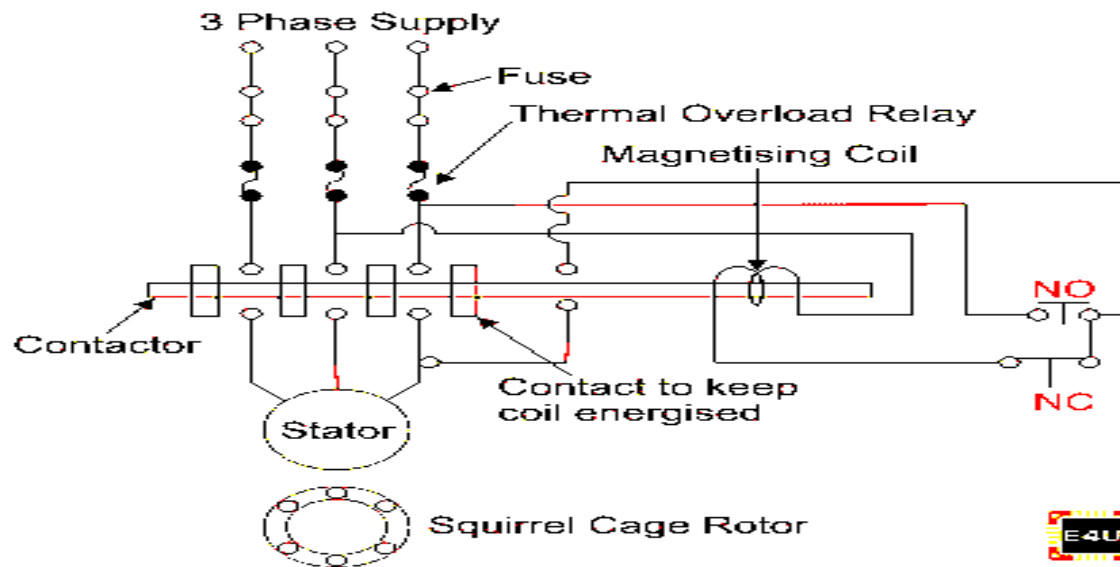 3 Phase Supply
Fuse
Thermal Overload Relay
Magnetising Coil
NO
Contactor
Contact to keep
coil energised
NC
Stator
Squirrel Cage Rotor
E4U